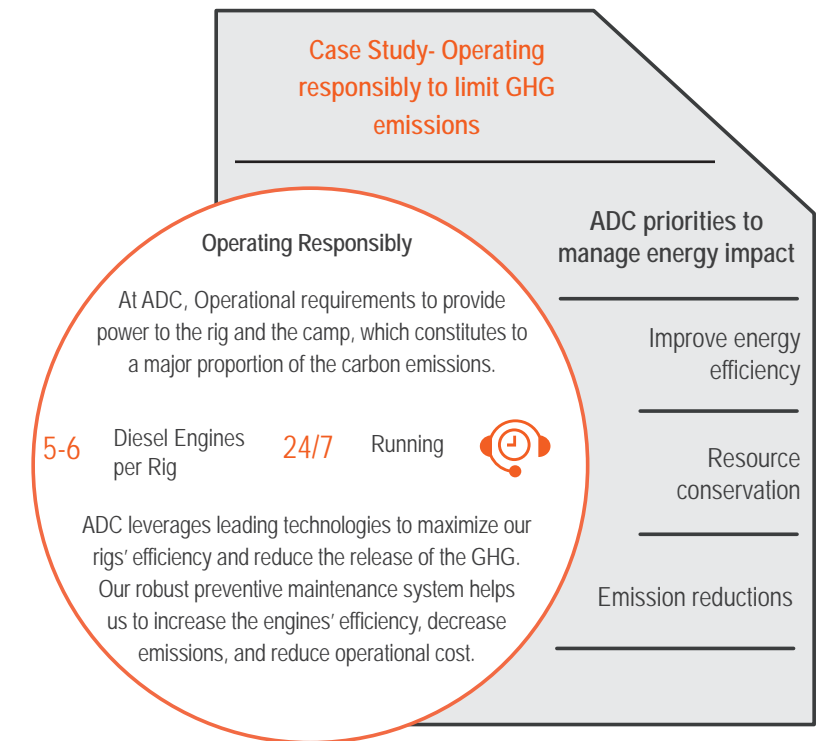 Case Study- Operating
responsibly to limit GHG
emissions
Operating Responsibly
At ADC, Operational requirements to provide
power to the rig and the camp, which constitutes to
a major proportion of the carbon emissions.
5-6 Diesel Engines
per Rig
24/7 Running
ADC leverages leading technologies to maximize our
rigs’ efficiency and reduce the release of the GHG.
Our robust preventive maintenance system helps
us to increase the engines’ efficiency, decrease
emissions, and reduce operational cost.
ADC priorities to
manage energy impact
Improve energy
efficiency
Resource
conservation
Emission reductions